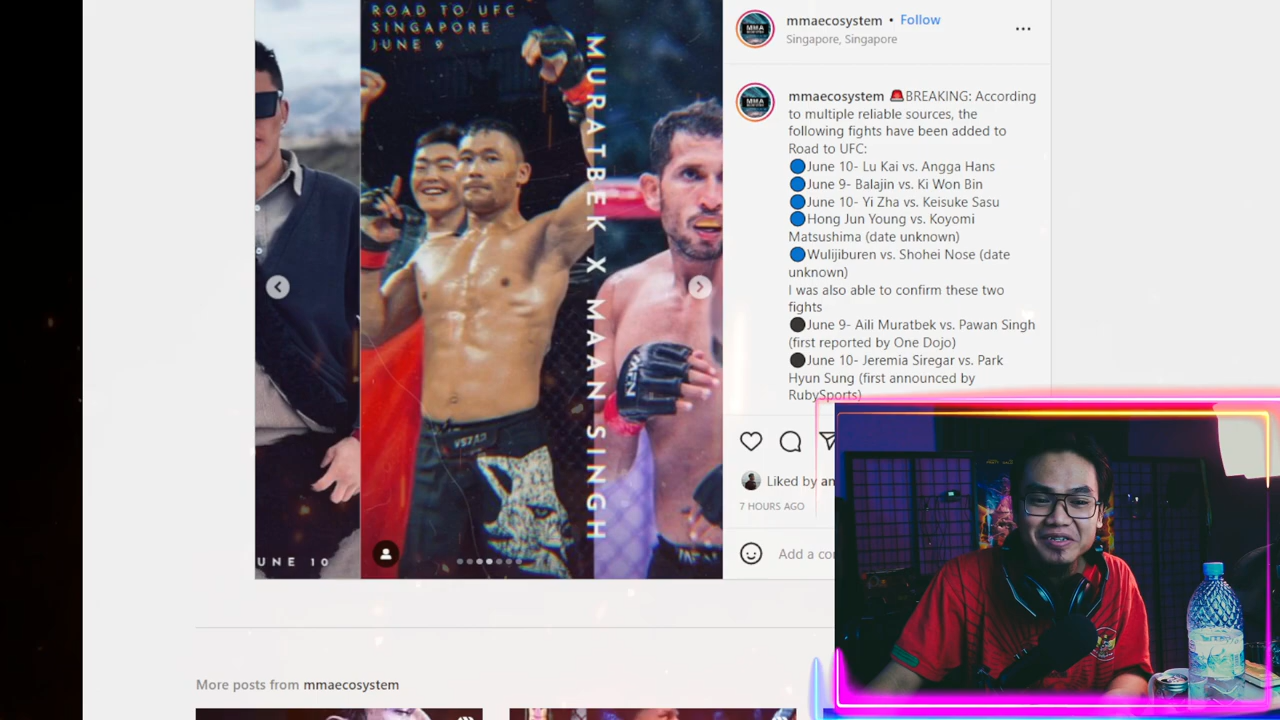 ROAD TO UFC
SINGAPORE
JUNE 9
MURATBEK X MAAN SINGH
UNE 10
mmaecosystem • Follow
Singapore, Singapore
mmaecosystem 🚨BREAKING: According
to multiple reliable sources, the
following fights have been added to
Road to UFC:
🔵June 10- Lu Kai vs. Angga Hans
🔵June 9- Balajin vs. Ki Won Bin
🔵June 10- Yi Zha vs. Keisuke Sasu
🔵Hong Jun Young vs. Koyomi
Matsushima (date unknown)
🔵Wulijiburen vs. Shohei Nose (date
unknown)
I was also able to confirm these two
fights
⚫June 9- Aili Muratbek vs. Pawan Singh
(first reported by One Dojo)
⚫June 10- Jeremia Siregar vs. Park
Hyun Sung (first announced by
RubySports)
Liked by an
7 HOURS AGO
Add a co
More posts from mmaecosystem